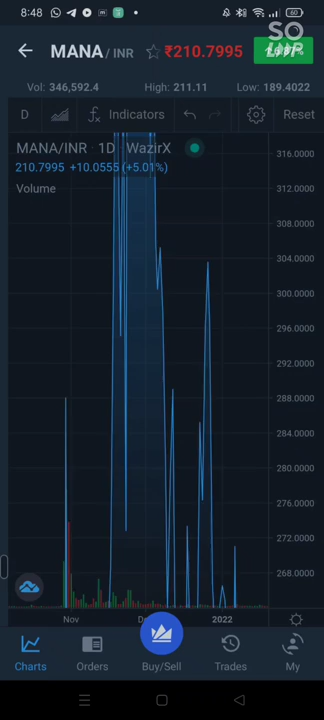 8:48
60
MANA / INR
₹210.7995
SO
Vol: 346,592.4
High: 211.11
Low: 189.4022
D
Indicators
Reset
MANA/INR · 1D · WazirX
210.7995 +10.0555 (+5.01%)
Volume
316.0000
312.0000
308.0000
304.0000
300.0000
296.0000
292.0000
288.0000
284.0000
280.0000
276.0000
272.0000
268.0000
Nov
2022
Charts
Orders
Buy/Sell
Trades
My